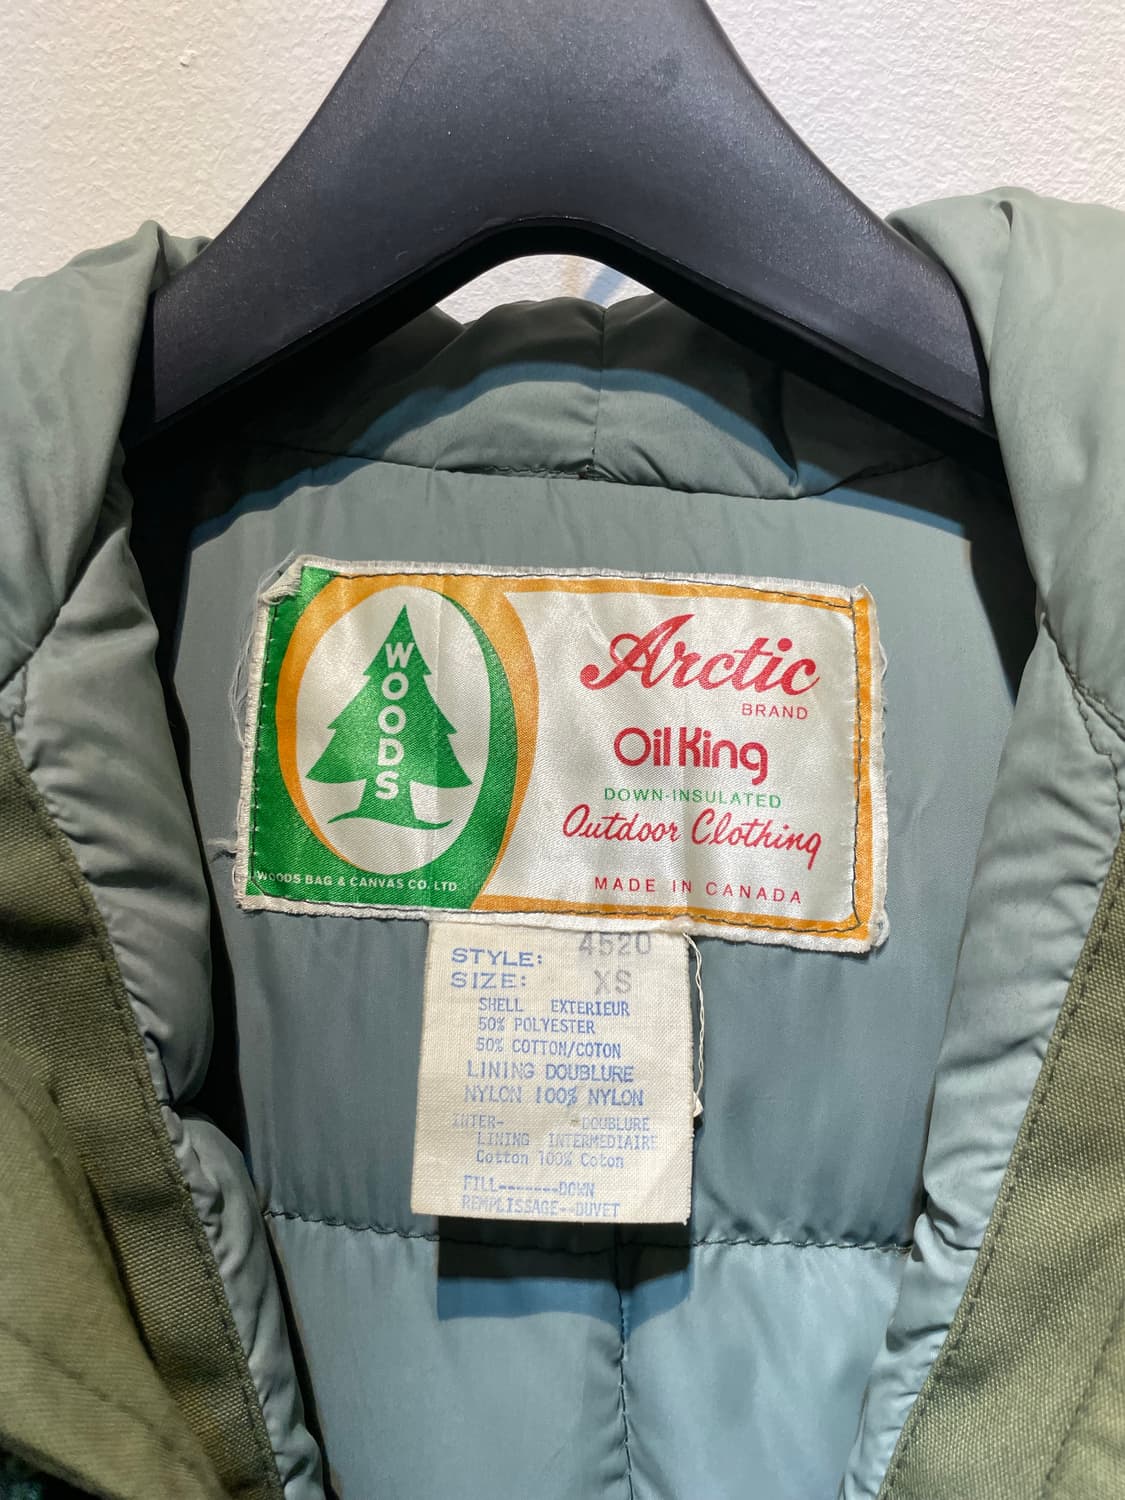 WOODS
WOODS BAG & CANVAS CO. LTD.
Arctic
BRAND
Oil King
DOWN-INSULATED
Outdoor Clothing
MADE IN CANADA
STYLE: 4520
SIZE: XS
SHELL EXTERIEUR
50% POLYESTER
50% COTTON/COTON
LINING DOUBLURE
NYLON 100% NYLON
INTER- -DOUBLURE
LINING INTERMEDIAIRE
Cotton 100% Coton
FILL-------DOWN
REMPLISSAGE--DUVET